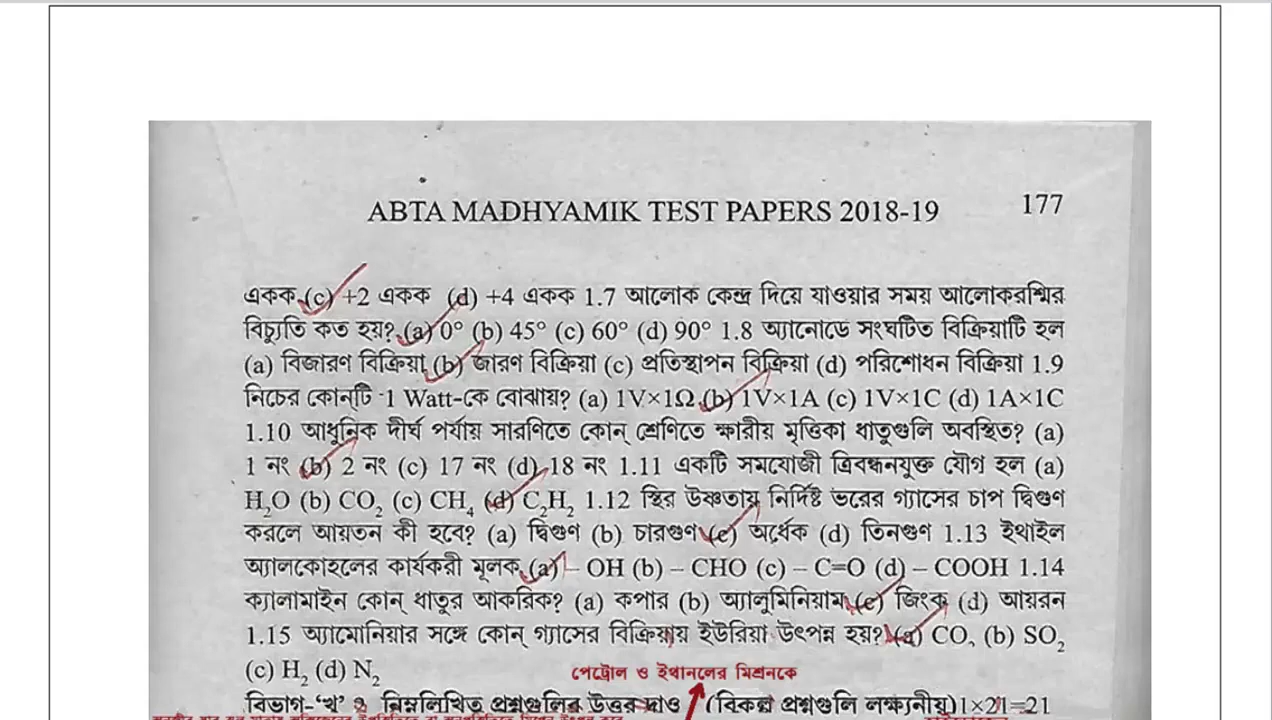 ABTA MADHYAMIK TEST PAPERS 2018-19 177
একক (c) +2 একক (d) +4 একক 1.7 আলোক কেন্দ্র দিয়ে যাওয়ার সময় আলোকরশ্মির
বিচ্যুতি কত হয়? (a) 0° (b) 45° (c) 60° (d) 90° 1.8 অ্যানোডে সংঘটিত বিক্রিয়াটি হল
(a) বিজারণ বিক্রিয়া (b) জারণ বিক্রিয়া (c) প্রতিস্থাপন বিক্রিয়া (d) পরিশোধন বিক্রিয়া 1.9
নিচের কোন্‌টি 1 Watt-কে বোঝায়? (a) 1V×1Ω (b) 1V×1A (c) 1V×1C (d) 1A×1C
1.10 আধুনিক দীর্ঘ পর্যায় সারণিতে কোন্ শ্রেণিতে ক্ষারীয় মৃত্তিকা ধাতুগুলি অবস্থিত? (a)
1 নং (b) 2 নং (c) 17 নং (d) 18 নং 1.11 একটি সমযোজী ত্রিবন্ধনযুক্ত যৌগ হল (a)
H₂O (b) CO₂ (c) CH₄ (d) C₂H₂ 1.12 স্থির উষ্ণতায় নির্দিষ্ট ভরের গ্যাসের চাপ দ্বিগুণ
করলে আয়তন কী হবে? (a) দ্বিগুণ (b) চারগুণ (c) অর্ধেক (d) তিনগুণ 1.13 ইথাইল
অ্যালকোহলের কার্যকরী মূলক (a) – OH (b) – CHO (c) – C=O (d) – COOH 1.14
ক্যালামাইন কোন্ ধাতুর আকরিক? (a) কপার (b) অ্যালুমিনিয়াম (c) জিংক (d) আয়রন
1.15 অ্যামোনিয়ার সঙ্গে কোন্ গ্যাসের বিক্রিয়ায় ইউরিয়া উৎপন্ন হয়? (a) CO₂ (b) SO₂
(c) H₂ (d) N₂
পেট্রোল ও ইথানলের মিশ্রনকে
বিভাগ-‘খ’ 2 নিম্নলিখিত প্রশ্নগুলির উত্তর দাও (বিকল্প প্রশ্নগুলি লক্ষ্যনীয়) 1×21=21